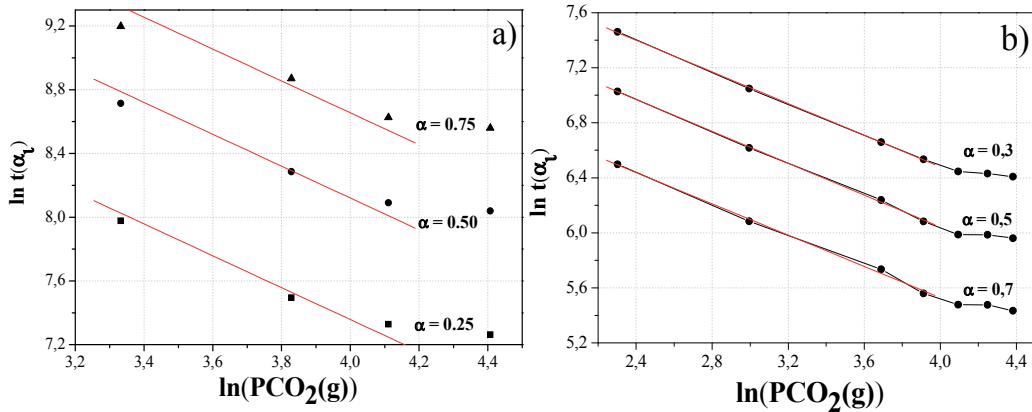 a)
9,2
8,8
8,4
8,0
7,6
7,2
ln t(αι)
α = 0.75
α = 0.50
α = 0.25
3,2 3,4 3,6 3,8 4,0 4,2 4,4
ln(PCO₂(g))
b)
7,6
7,2
6,8
6,4
6,0
5,6
5,2
ln t(αι)
α = 0,3
α = 0,5
α = 0,7
2,4 2,8 3,2 3,6 4,0 4,4
ln(PCO₂(g))